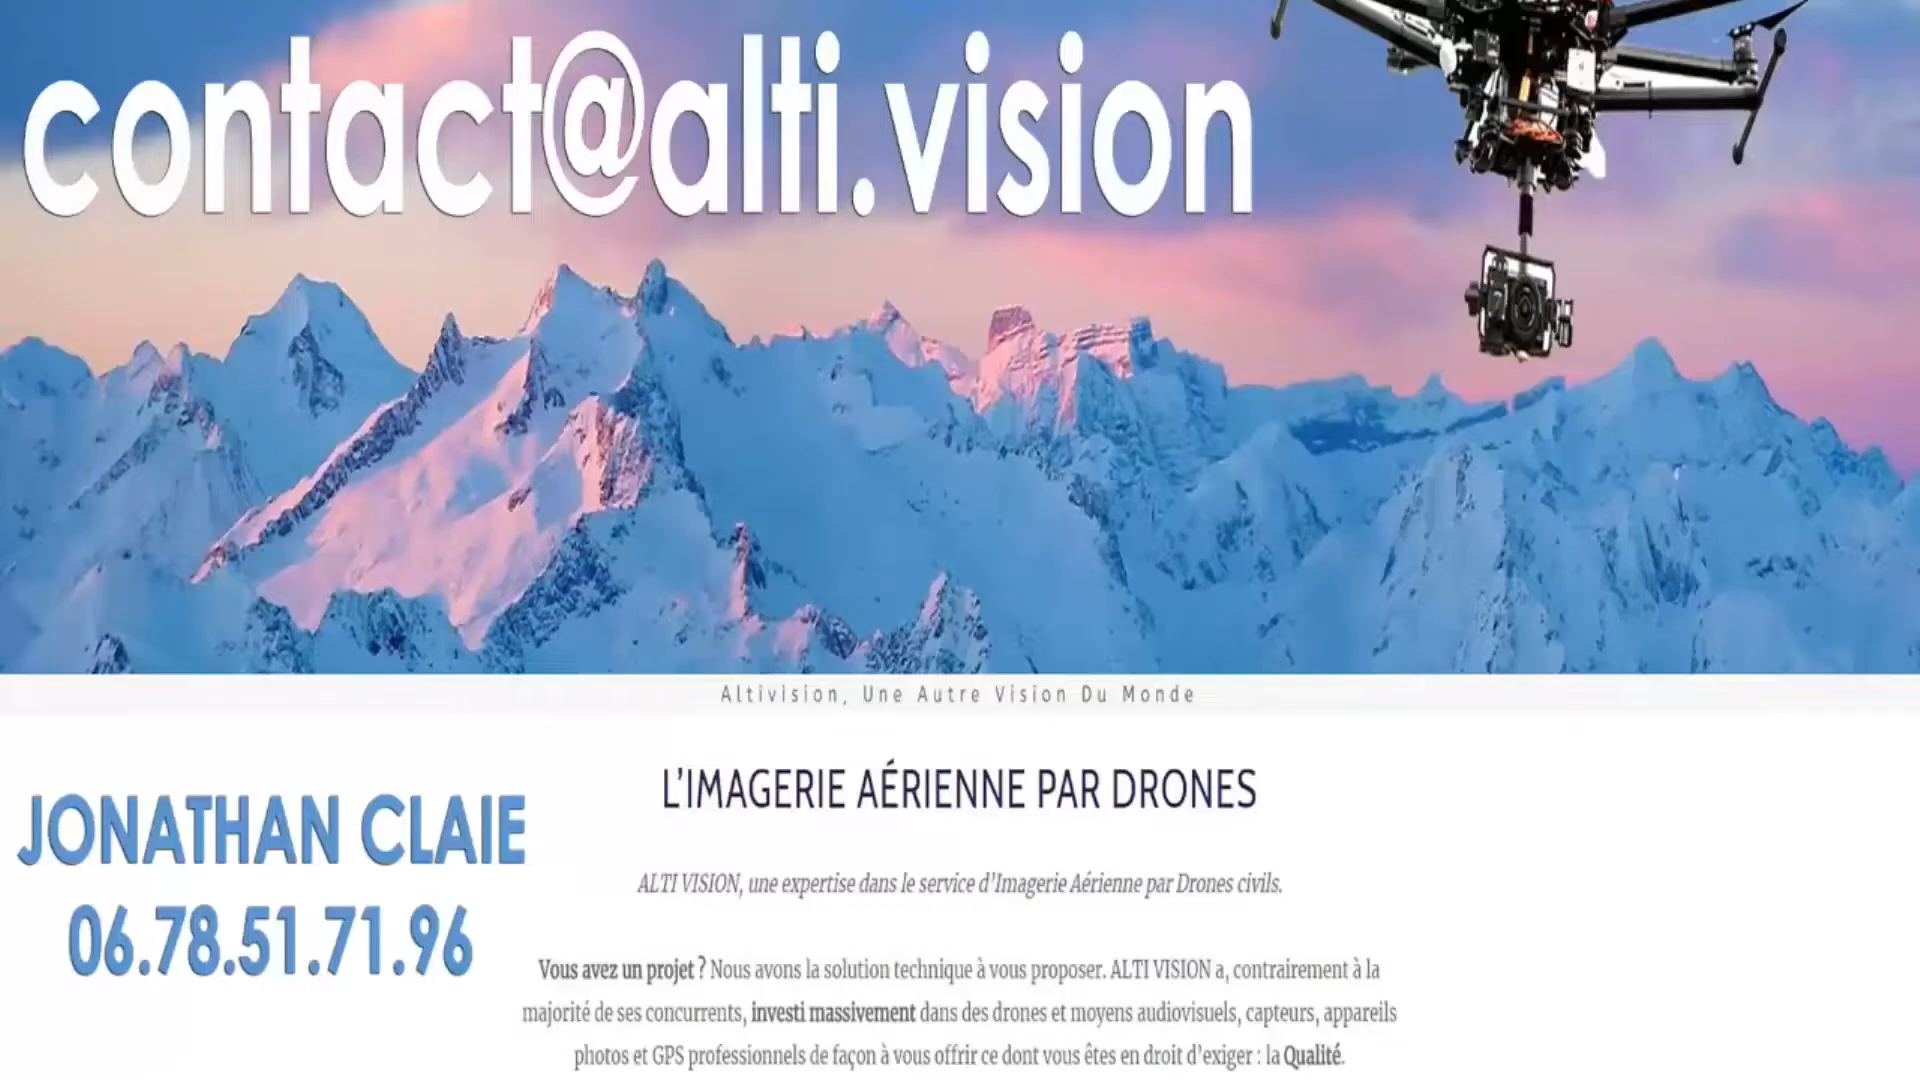 contact@alti.vision
Altivision, Une Autre Vision Du Monde
L'IMAGERIE AÉRIENNE PAR DRONES
JONATHAN CLAIE
06.78.51.71.96
ALTI VISION, une expertise dans le service d'Imagerie Aérienne par Drones civils.
Vous avez un projet ? Nous avons la solution technique à vous proposer. ALTI VISION a, contrairement à la
majorité de ses concurrents, investi massivement dans des drones et moyens audiovisuels, capteurs, appareils
photos et GPS professionnels de façon à vous offrir ce dont vous êtes en droit d'exiger : la Qualité.